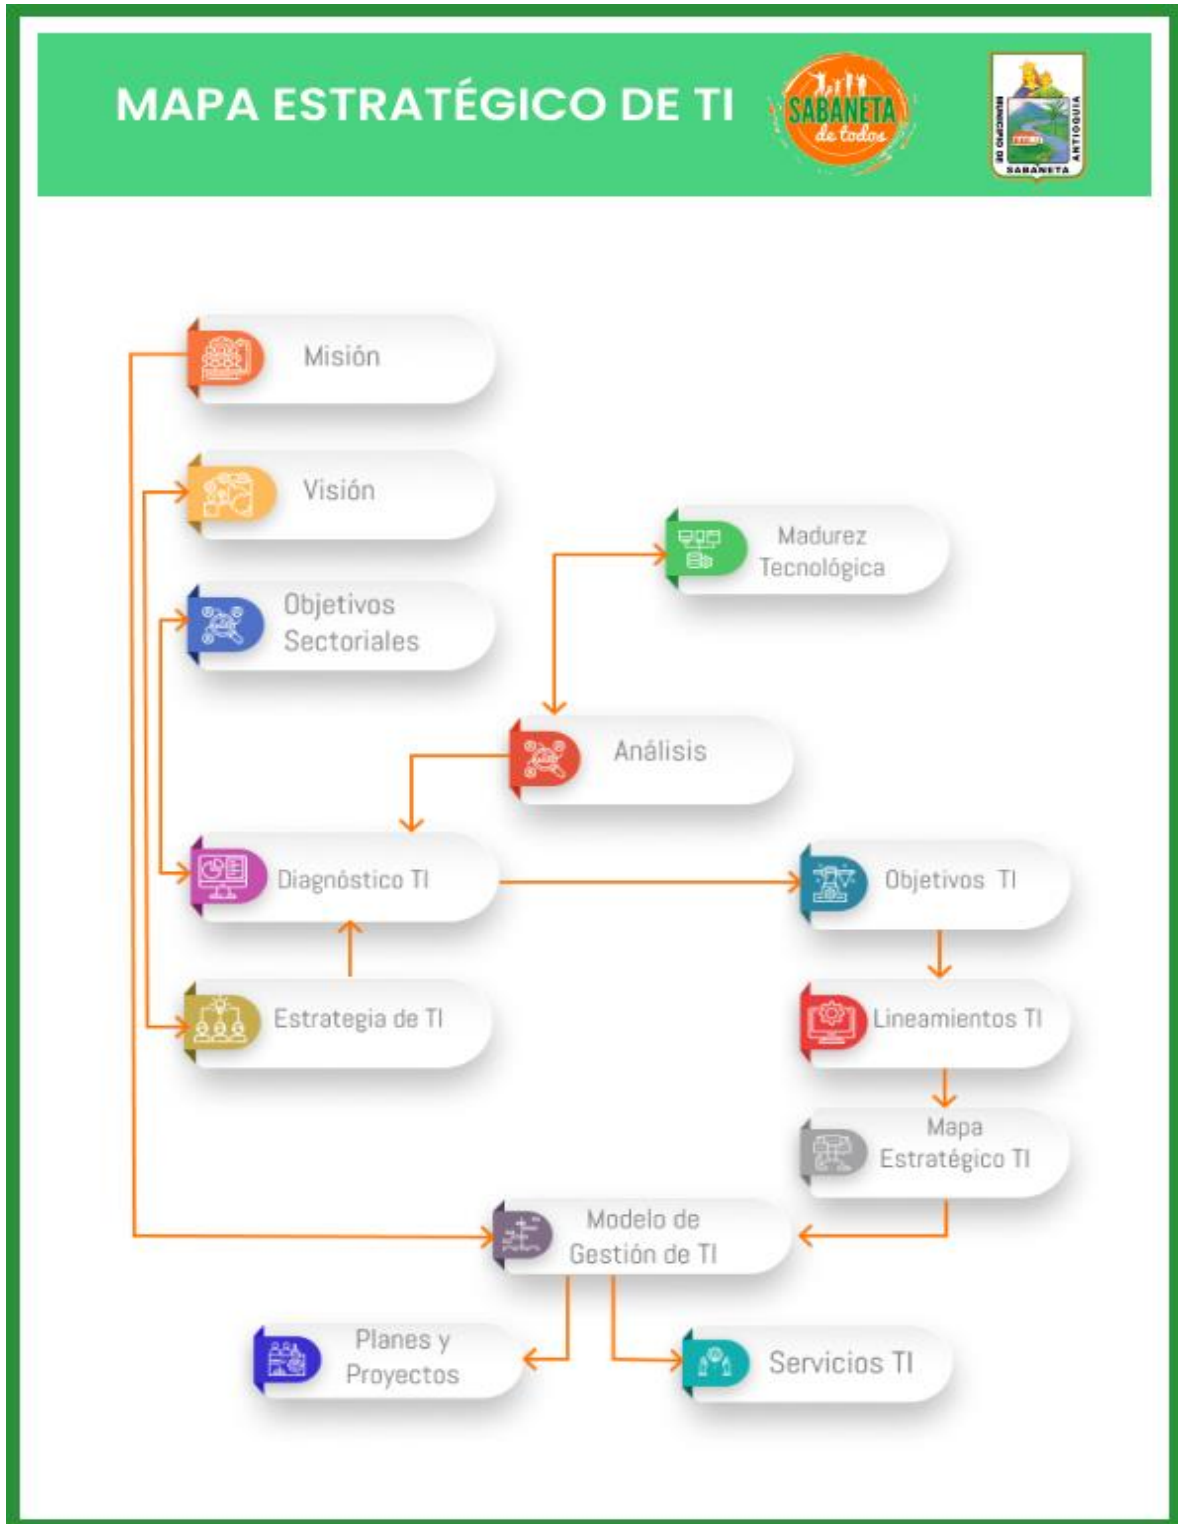 MAPA ESTRATÉGICO DE TI
SABANETA
de todos
MUNICIPIO DE
ANTIOQUIA
SABANETA
Misión
Visión
Objetivos
Sectoriales
Madurez
Tecnológica
Análisis
Diagnóstico TI
Objetivos TI
Estrategia de TI
Lineamientos TI
Mapa
Estratégico TI
Modelo de
Gestión de TI
Planes y
Proyectos
Servicios TI